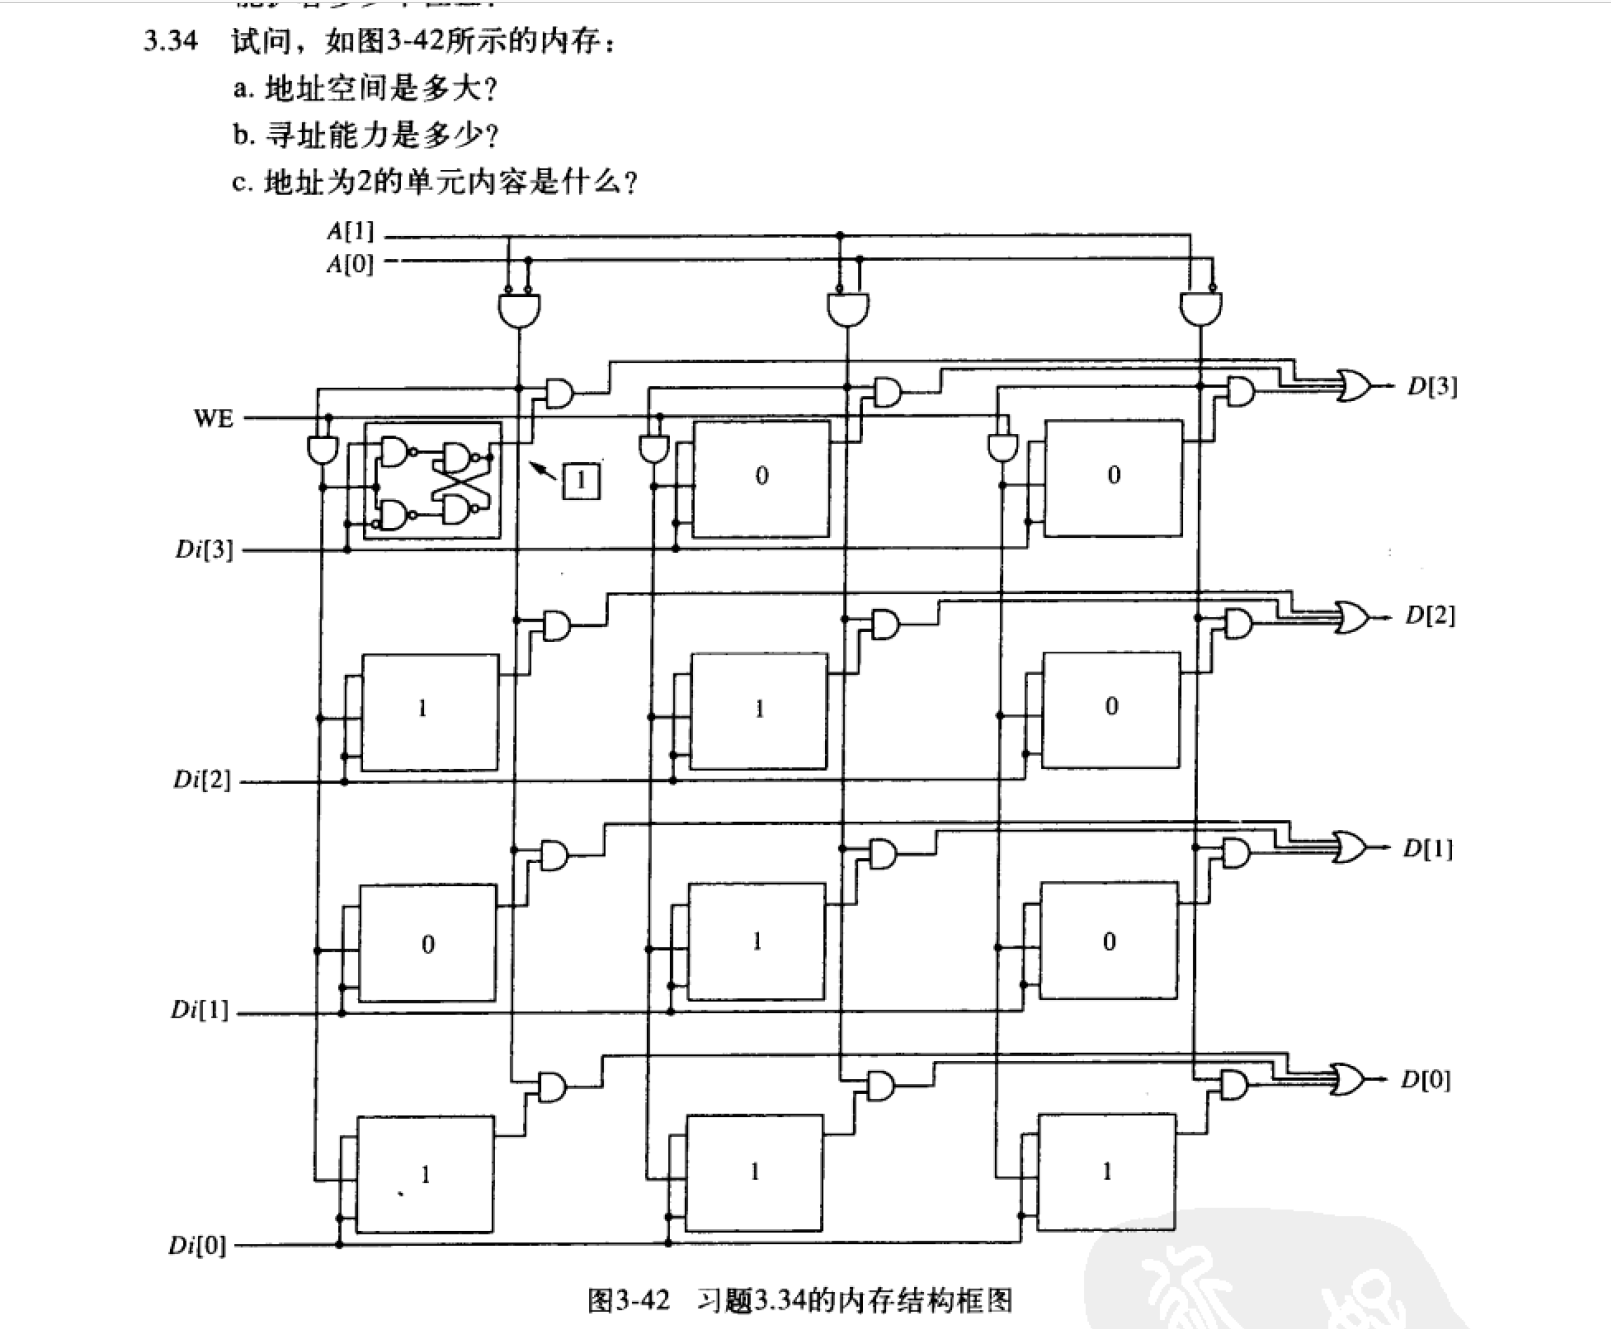 3.34 试问，如图3-42所示的内存：
a. 地址空间是多大？
b. 寻址能力是多少？
c. 地址为2的单元内容是什么？
A[1]
A[0]
D[3]
WE
1
0
0
Di[3]
D[2]
1
1
0
Di[2]
D[1]
0
1
0
Di[1]
D[0]
1
1
1
Di[0]
图3-42 习题3.34的内存结构框图